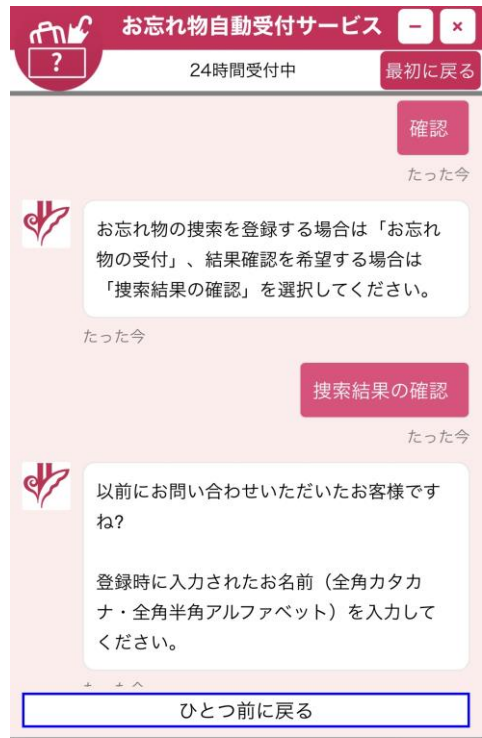 お忘れ物自動受付サービス
?
24時間受付中
最初に戻る
確認
たった今
お忘れ物の捜索を登録する場合は「お忘れ
物の受付」、結果確認を希望する場合は
「捜索結果の確認」を選択してください。
たった今
捜索結果の確認
たった今
以前にお問い合わせいただいたお客様です
ね?
登録時に入力されたお名前（全角カタカ
ナ・全角半角アルファベット）を入力して
ください。
ひとつ前に戻る